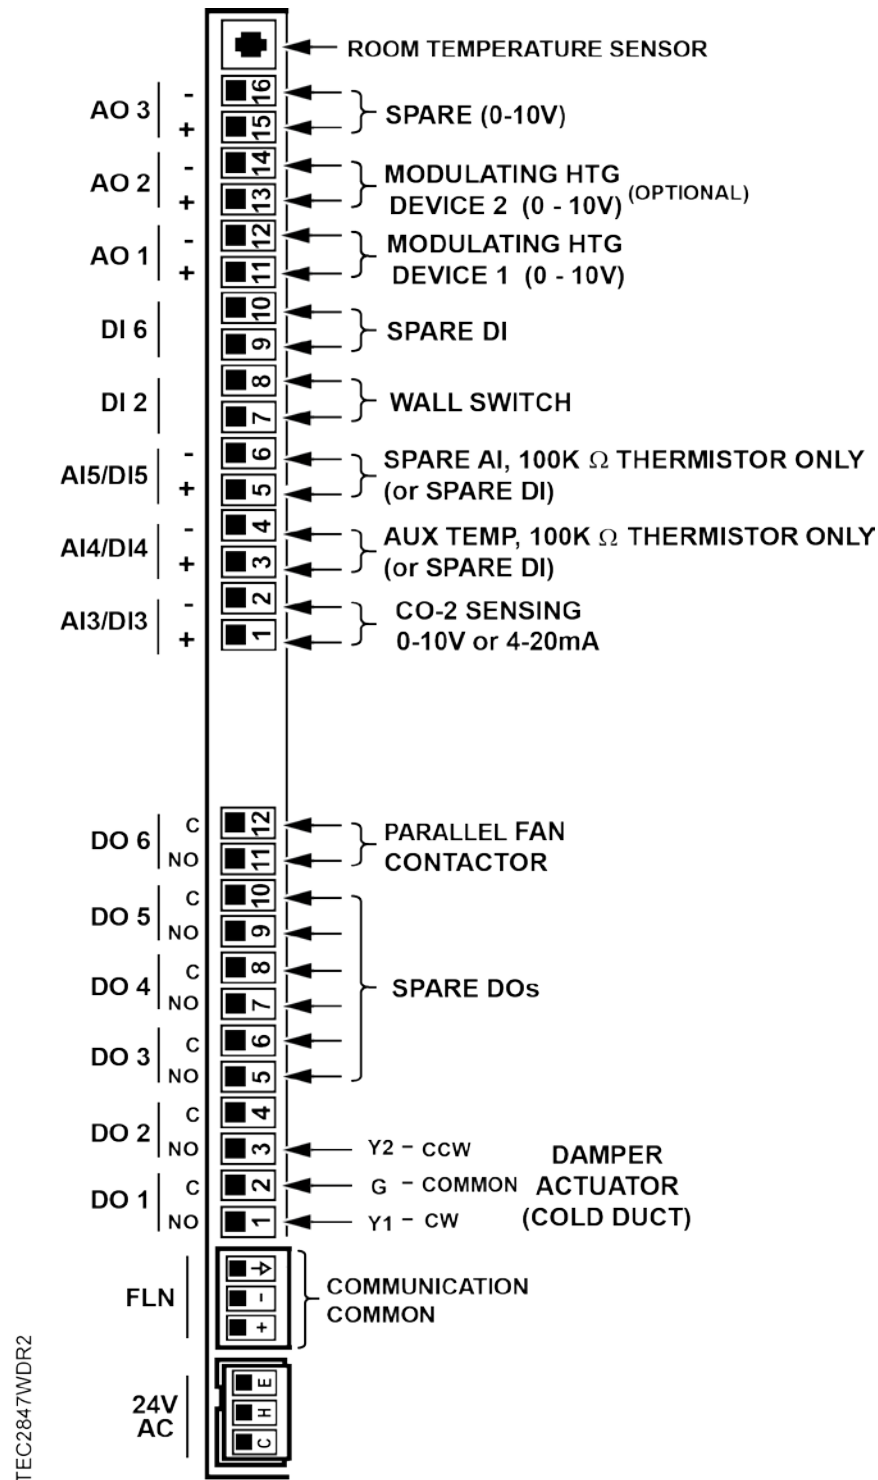 ROOM TEMPERATURE SENSOR
AO 3 - 16
+ 15
SPARE (0-10V)
AO 2 - 14
+ 13
MODULATING HTG
DEVICE 2 (0 - 10V) (OPTIONAL)
AO 1 - 12
+ 11
MODULATING HTG
DEVICE 1 (0 - 10V)
DI 6 10
9
SPARE DI
DI 2 8
7
WALL SWITCH
AI5/DI5 - 6
+ 5
SPARE AI, 100K Ω THERMISTOR ONLY
(or SPARE DI)
AI4/DI4 - 4
+ 3
AUX TEMP, 100K Ω THERMISTOR ONLY
(or SPARE DI)
AI3/DI3 - 2
+ 1
CO-2 SENSING
0-10V or 4-20mA
DO 6 C 12
NO 11
PARALLEL FAN
CONTACTOR
DO 5 C 10
NO 9
DO 4 C 8
NO 7
SPARE DOs
DO 3 C 6
NO 5
DO 2 C 4
NO 3 Y2 - CCW
DO 1 C 2 G - COMMON
NO 1 Y1 - CW
DAMPER
ACTUATOR
(COLD DUCT)
FLN
-
+
COMMUNICATION
COMMON
24V
AC
E
H
C
TEC2847WDR2